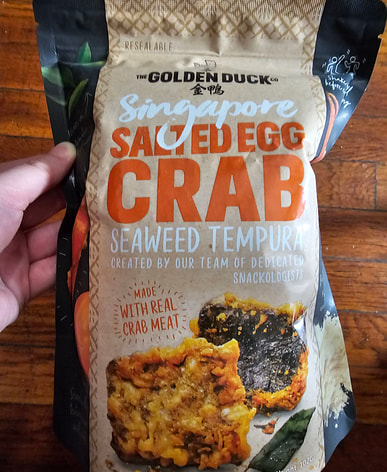 RESEALABLE
THE GOLDEN DUCK CO
金鴨
Singapore
SALTED EGG
CRAB
SEAWEED TEMPURA
CREATED BY OUR TEAM OF DEDICATED
SNACKOLOGISTS
MADE
WITH REAL
CRAB MEAT